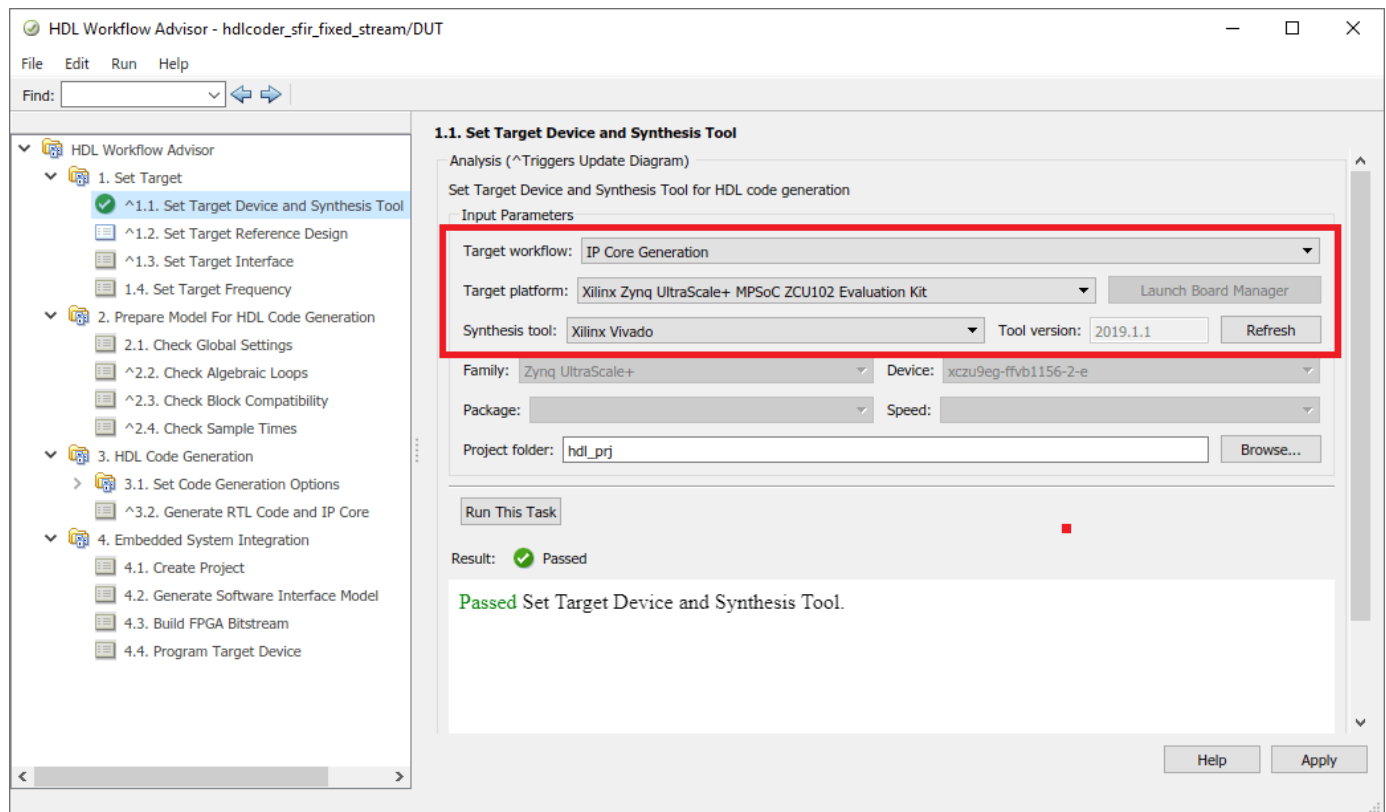 HDL Workflow Advisor - hdlcoder_sfir_fixed_stream/DUT
File Edit Run Help
Find:
HDL Workflow Advisor
1. Set Target
^1.1. Set Target Device and Synthesis Tool
^1.2. Set Target Reference Design
^1.3. Set Target Interface
1.4. Set Target Frequency
2. Prepare Model For HDL Code Generation
2.1. Check Global Settings
^2.2. Check Algebraic Loops
^2.3. Check Block Compatibility
^2.4. Check Sample Times
3. HDL Code Generation
3.1. Set Code Generation Options
^3.2. Generate RTL Code and IP Core
4. Embedded System Integration
4.1. Create Project
4.2. Generate Software Interface Model
4.3. Build FPGA Bitstream
4.4. Program Target Device
1.1. Set Target Device and Synthesis Tool
Analysis (^Triggers Update Diagram)
Set Target Device and Synthesis Tool for HDL code generation
Input Parameters
Target workflow: IP Core Generation
Target platform: Xilinx Zynq UltraScale+ MPSoC ZCU102 Evaluation Kit Launch Board Manager
Synthesis tool: Xilinx Vivado Tool version: 2019.1.1 Refresh
Family: Zynq UltraScale+ Device: xczu9eg-ffvb1156-2-e
Package: Speed:
Project folder: hdl_prj Browse...
Run This Task
Result: Passed
Passed Set Target Device and Synthesis Tool.
Help Apply